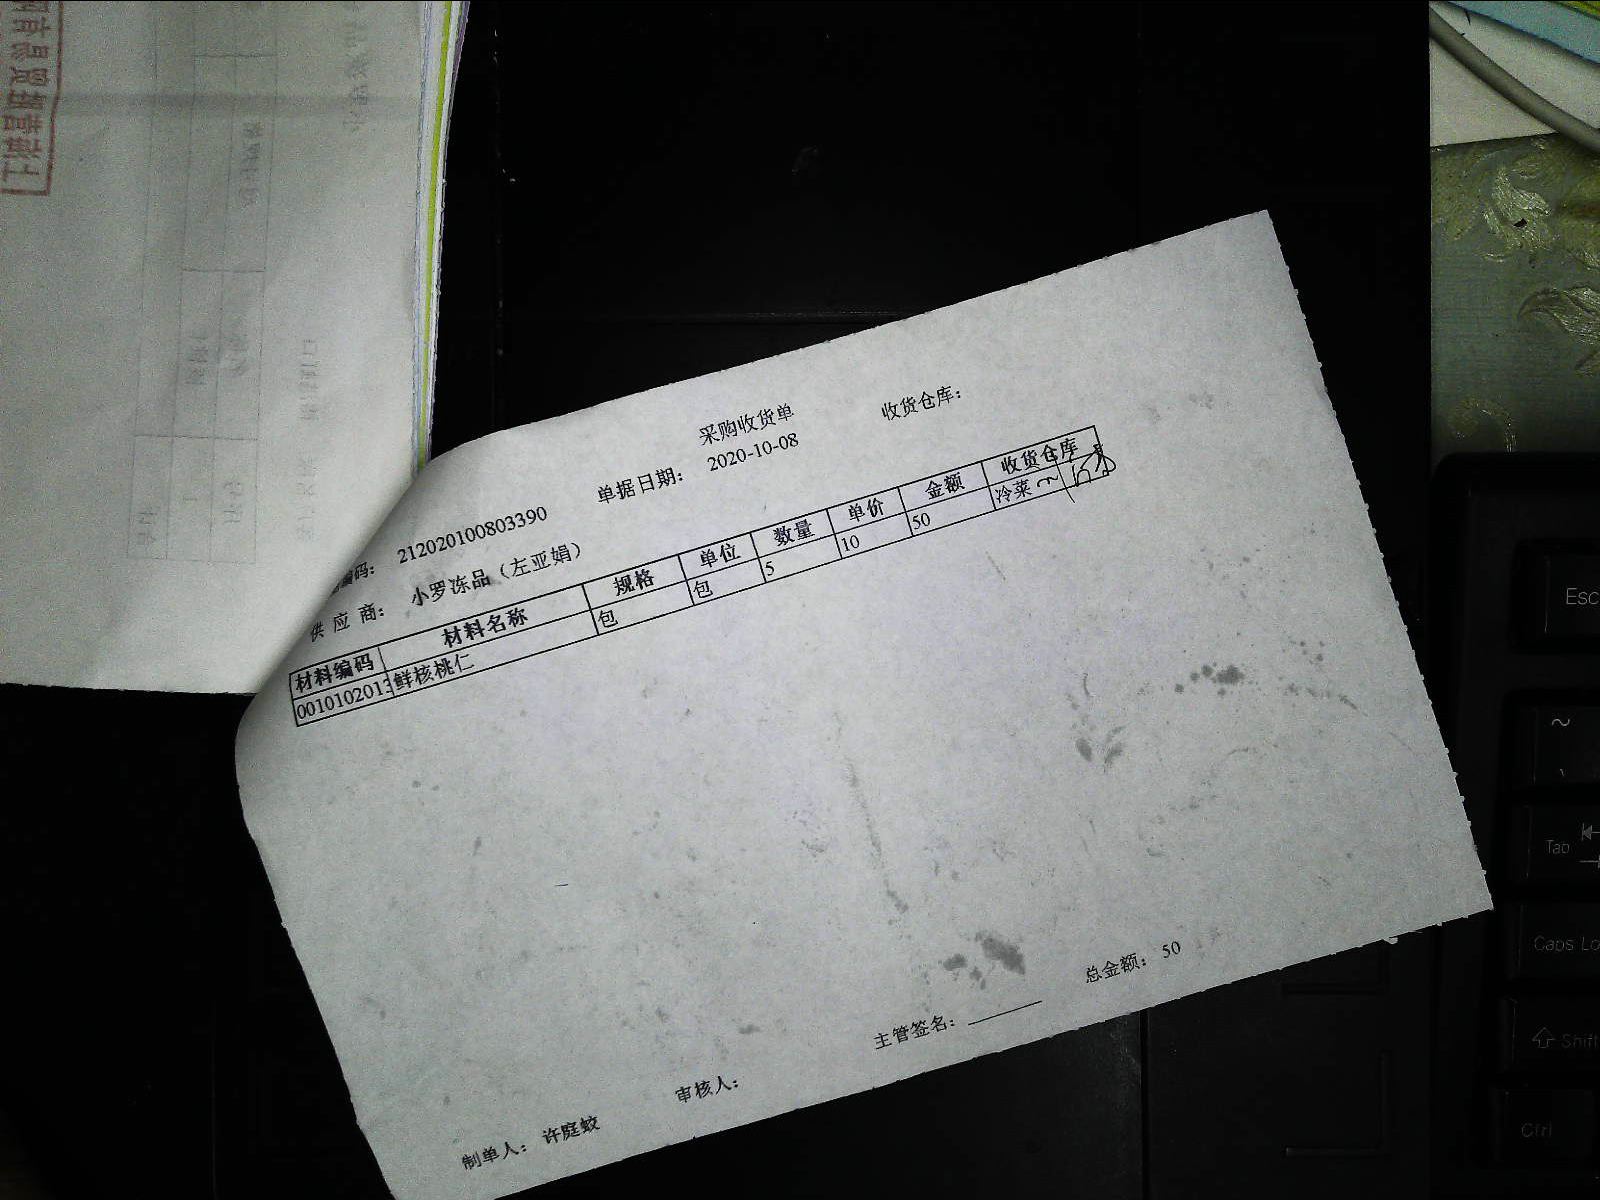 采购收货单
收货仓库：
单据日期： 2020-10-08
编码： 212020100803390
供 应 商： 小罗冻品（左亚娟）
材料编码 材料名称 规格 单位 数量 单价 金额 收货仓库
0010102013 鲜核桃仁 包 包 5 10 50 冷菜
总金额： 50
主管签名：
审核人：
制单人： 许庭蛟
Esc
~
Tab
Caps Lo
Shift
Ctrl